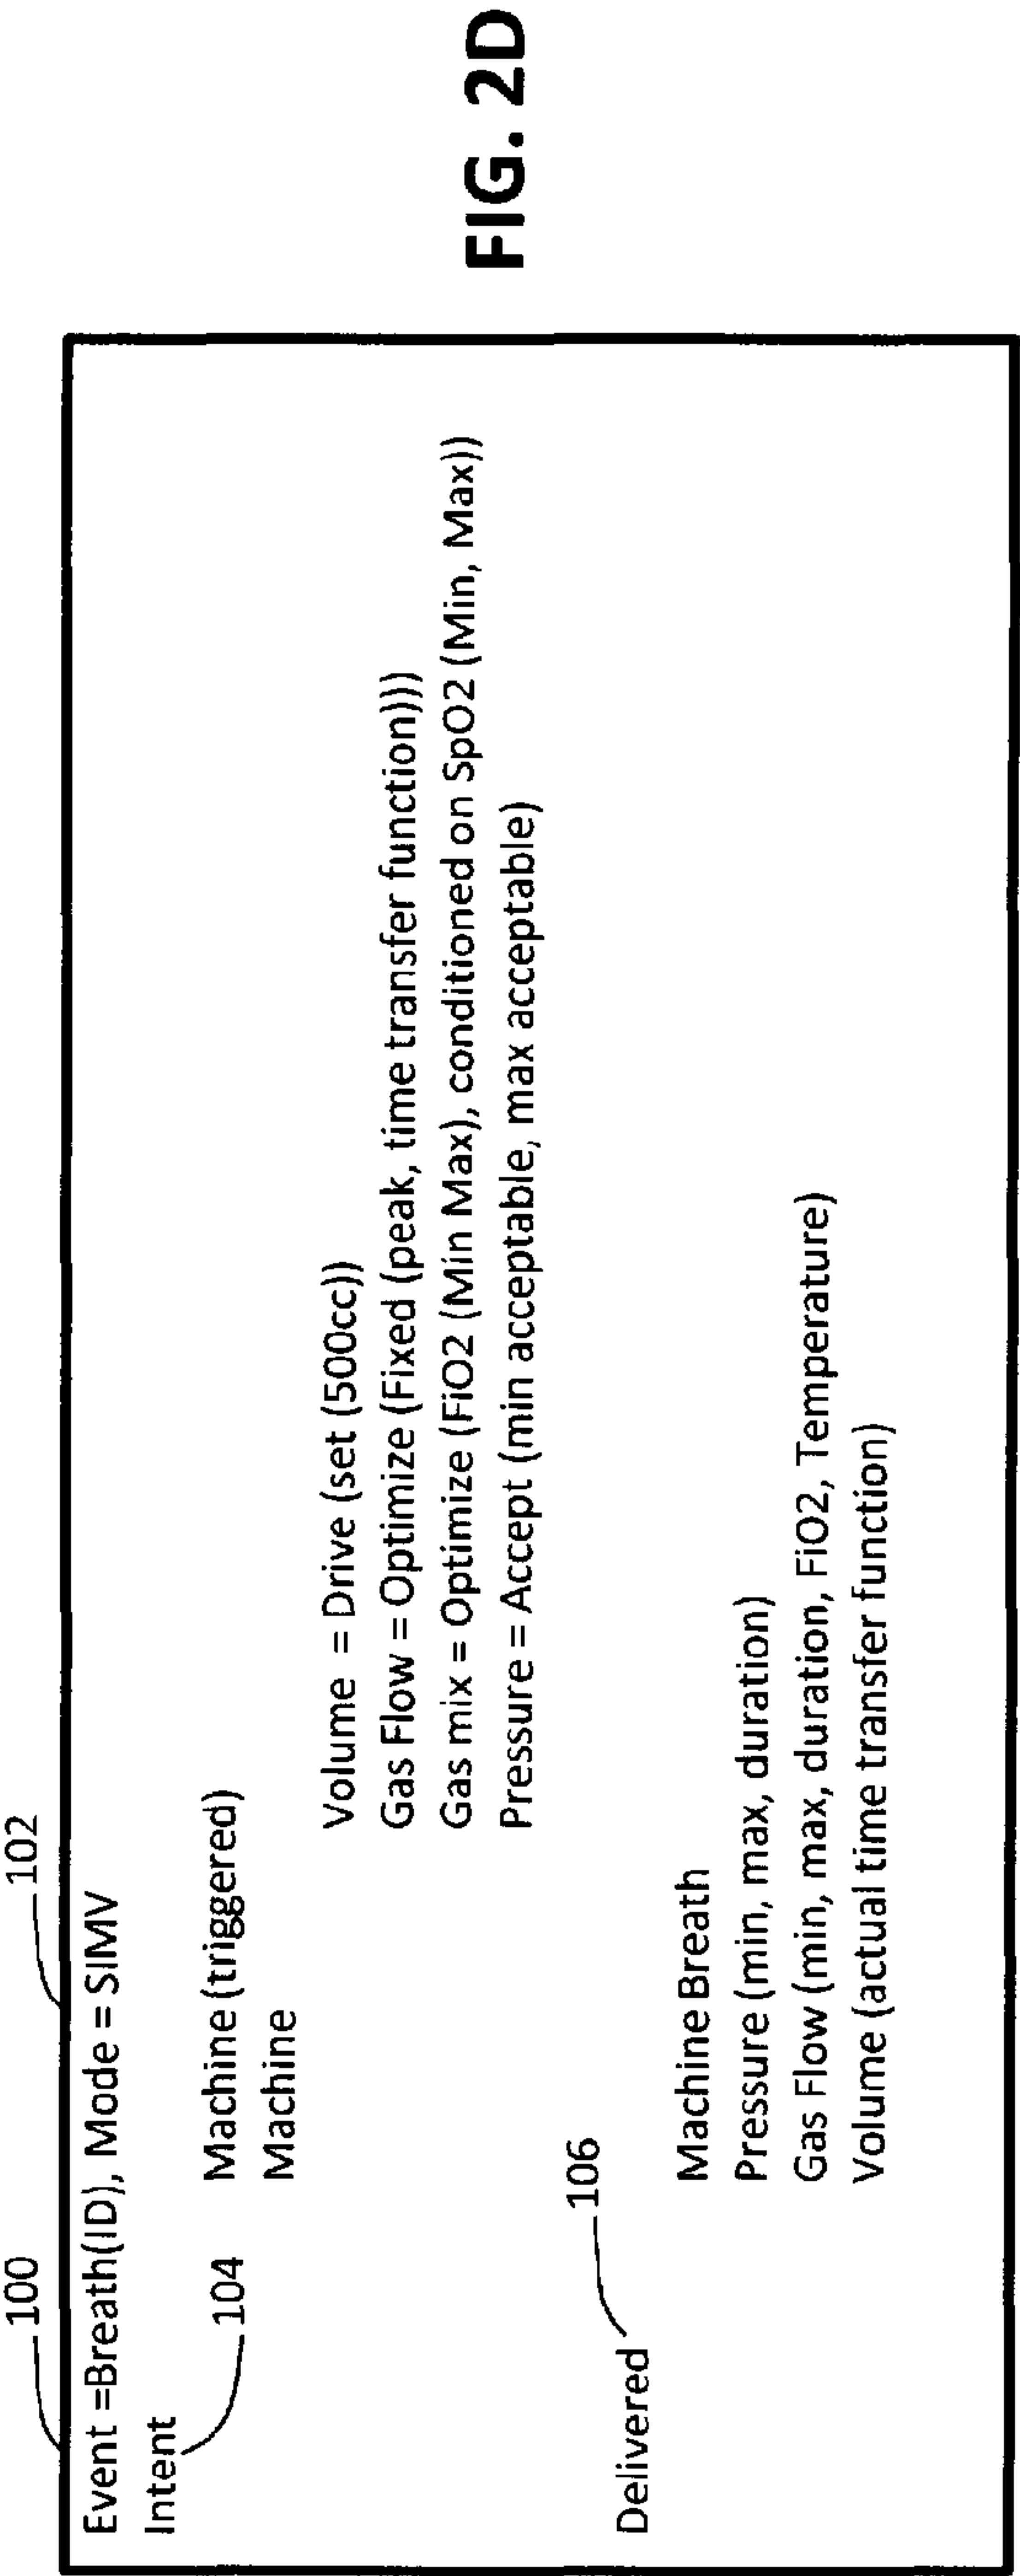 100
102
Event =Breath(ID), Mode = SIMV
Intent
104
Machine (triggered)
Machine
Volume = Drive (set (500cc))
Gas Flow = Optimize (Fixed (peak, time transfer function)))
Gas mix = Optimize (FiO2 (Min Max), conditioned on SpO2 (Min, Max))
Pressure = Accept (min acceptable, max acceptable)
106
Delivered
Machine Breath
Pressure (min, max, duration)
Gas Flow (min, max, duration, FiO2, Temperature)
Volume (actual time transfer function)
FIG. 2D